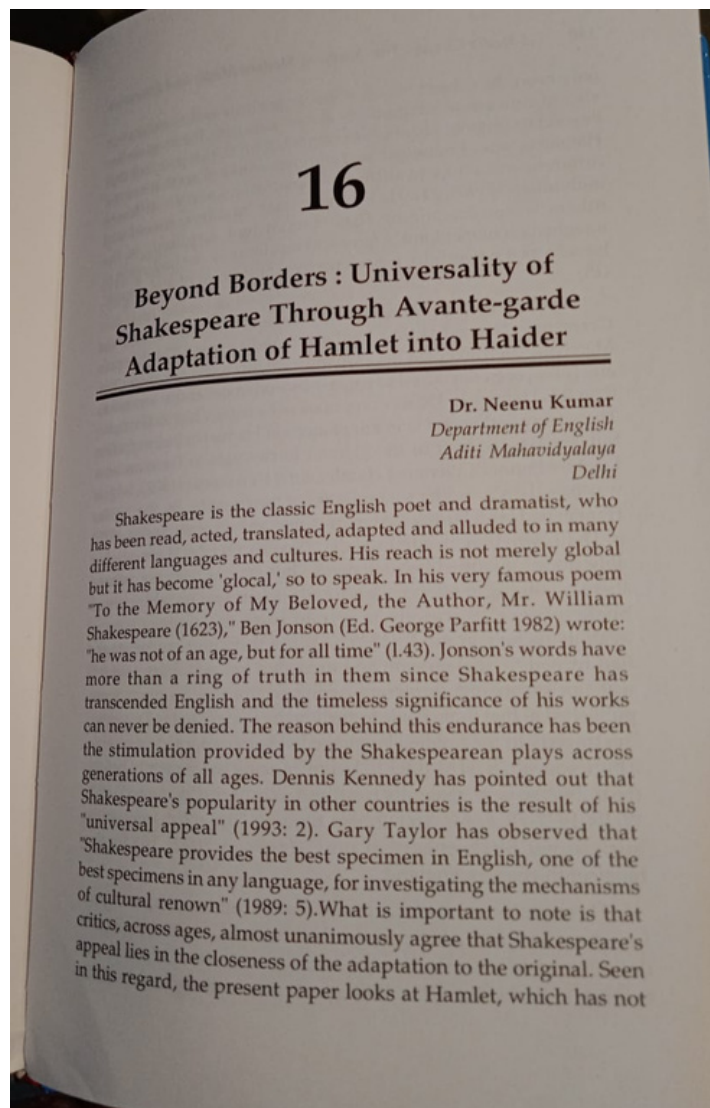 16
Beyond Borders : Universality of
Shakespeare Through Avante-garde
Adaptation of Hamlet into Haider
Dr. Neenu Kumar
Department of English
Aditi Mahavidyalaya
Delhi
Shakespeare is the classic English poet and dramatist, who
has been read, acted, translated, adapted and alluded to in many
different languages and cultures. His reach is not merely global
but it has become 'glocal,' so to speak. In his very famous poem
"To the Memory of My Beloved, the Author, Mr. William
Shakespeare (1623)," Ben Jonson (Ed. George Parfitt 1982) wrote:
"he was not of an age, but for all time" (l.43). Jonson's words have
more than a ring of truth in them since Shakespeare has
transcended English and the timeless significance of his works
can never be denied. The reason behind this endurance has been
the stimulation provided by the Shakespearean plays across
generations of all ages. Dennis Kennedy has pointed out that
Shakespeare's popularity in other countries is the result of his
"universal appeal" (1993: 2). Gary Taylor has observed that
"Shakespeare provides the best specimen in English, one of the
best specimens in any language, for investigating the mechanisms
of cultural renown" (1989: 5).What is important to note is that
critics, across ages, almost unanimously agree that Shakespeare's
appeal lies in the closeness of the adaptation to the original. Seen
in this regard, the present paper looks at Hamlet, which has not